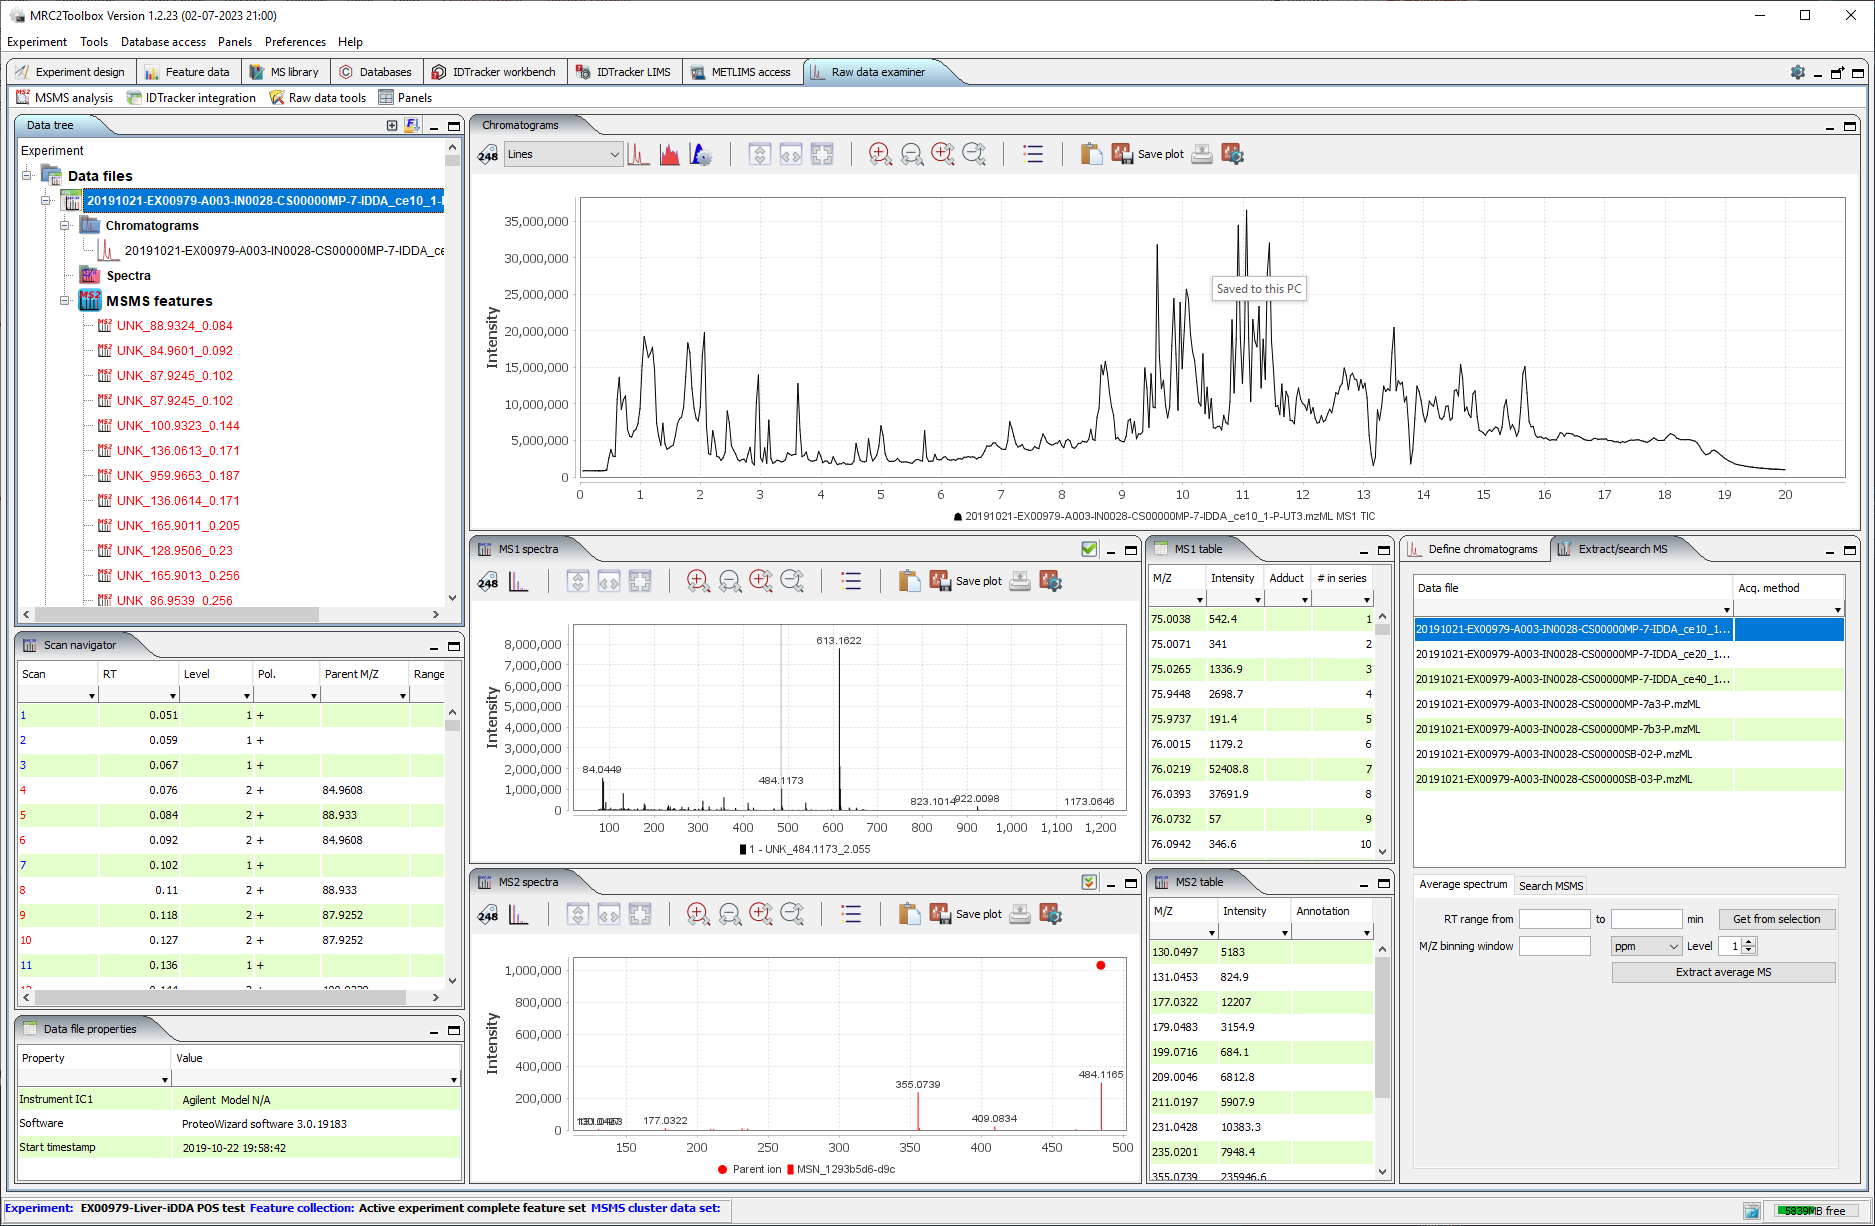 MRC2Toolbox Version 1.2.23 (02-07-2023 21:00)
Experiment Tools Database access Panels Preferences Help
Experiment design Feature data MS library Databases IDTracker workbench IDTracker LIMS METLIMS access Raw data examiner
MSMS analysis IDTracker integration Raw data tools Panels
Data tree
Experiment
Data files
20191021-EX00979-A003-IN0028-CS00000MP-7-IDDA_ce10_1-
Chromatograms
20191021-EX00979-A003-IN0028-CS00000MP-7-IDDA_ce
Spectra
MSMS features
UNK_88.9324_0.084
UNK_84.9601_0.092
UNK_87.9245_0.102
UNK_87.9245_0.102
UNK_100.9323_0.144
UNK_136.0613_0.171
UNK_959.9653_0.187
UNK_136.0614_0.171
UNK_165.9011_0.205
UNK_128.9506_0.23
UNK_165.9013_0.256
UNK_86.9539_0.256
Scan navigator
Scan RT Level Pol. Parent M/Z Range
1 0.051 1 +
2 0.059 1 +
3 0.067 1 +
4 0.076 2 + 84.9608
5 0.084 2 + 88.933
6 0.092 2 + 84.9608
7 0.102 1 +
8 0.11 2 + 88.933
9 0.118 2 + 87.9252
10 0.127 2 + 87.9252
11 0.136 1 +
Data file properties
Property Value
Instrument IC1 Agilent Model N/A
Software ProteoWizard software 3.0.19183
Start timestamp 2019-10-22 19:58:42
Chromatograms
248 Lines Save plot
Intensity
35,000,000
30,000,000
25,000,000
20,000,000
15,000,000
10,000,000
5,000,000
0
Saved to this PC
0 1 2 3 4 5 6 7 8 9 10 11 12 13 14 15 16 17 18 19 20
20191021-EX00979-A003-IN0028-CS00000MP-7-IDDA_ce10_1-P-UT3.mzML MS1 TIC
MS1 spectra
248 Save plot
Intensity
8,000,000
7,000,000
6,000,000
5,000,000
4,000,000
3,000,000
2,000,000
1,000,000
0
613.1622
84.0449
484.1173
823.1014
922.0098
1173.0646
100 200 300 400 500 600 700 800 900 1,000 1,100 1,200
1 - UNK_484.1173_2.055
MS2 spectra
248 Save plot
Intensity
1,000,000
800,000
600,000
400,000
200,000
0
177.0322
355.0739
409.0834
484.1165
150 200 250 300 350 400 450 500
Parent ion MSN_1293b5d6-d9c
MS1 table
M/Z Intensity Adduct # in series
75.0038 542.4 1
75.0071 341 2
75.0265 1336.9 3
75.9448 2698.7 4
75.9737 191.4 5
76.0015 1179.2 6
76.0219 52408.8 7
76.0393 37691.9 8
76.0732 57 9
76.0942 346.6 10
MS2 table
M/Z Intensity Annotation
130.0497 5183
131.0453 824.9
177.0322 12207
179.0483 3154.9
199.0716 684.1
209.0046 6812.8
211.0197 5907.9
231.0428 10383.3
235.0201 7948.4
355.0739 235946.6
Define chromatograms Extract/search MS
Data file Acq. method
20191021-EX00979-A003-IN0028-CS00000MP-7-IDDA_ce10_1...
20191021-EX00979-A003-IN0028-CS00000MP-7-IDDA_ce20_1...
20191021-EX00979-A003-IN0028-CS00000MP-7-IDDA_ce40_1...
20191021-EX00979-A003-IN0028-CS00000MP-7a3-P.mzML
20191021-EX00979-A003-IN0028-CS00000MP-7b3-P.mzML
20191021-EX00979-A003-IN0028-CS00000SB-02-P.mzML
20191021-EX00979-A003-IN0028-CS00000SB-03-P.mzML
Average spectrum Search MSMS
RT range from to min Get from selection
M/Z binning window ppm Level 1
Extract average MS
Experiment: EX00979-Liver-iDDA POS test Feature collection: Active experiment complete feature set MSMS cluster data set:
5839MB free